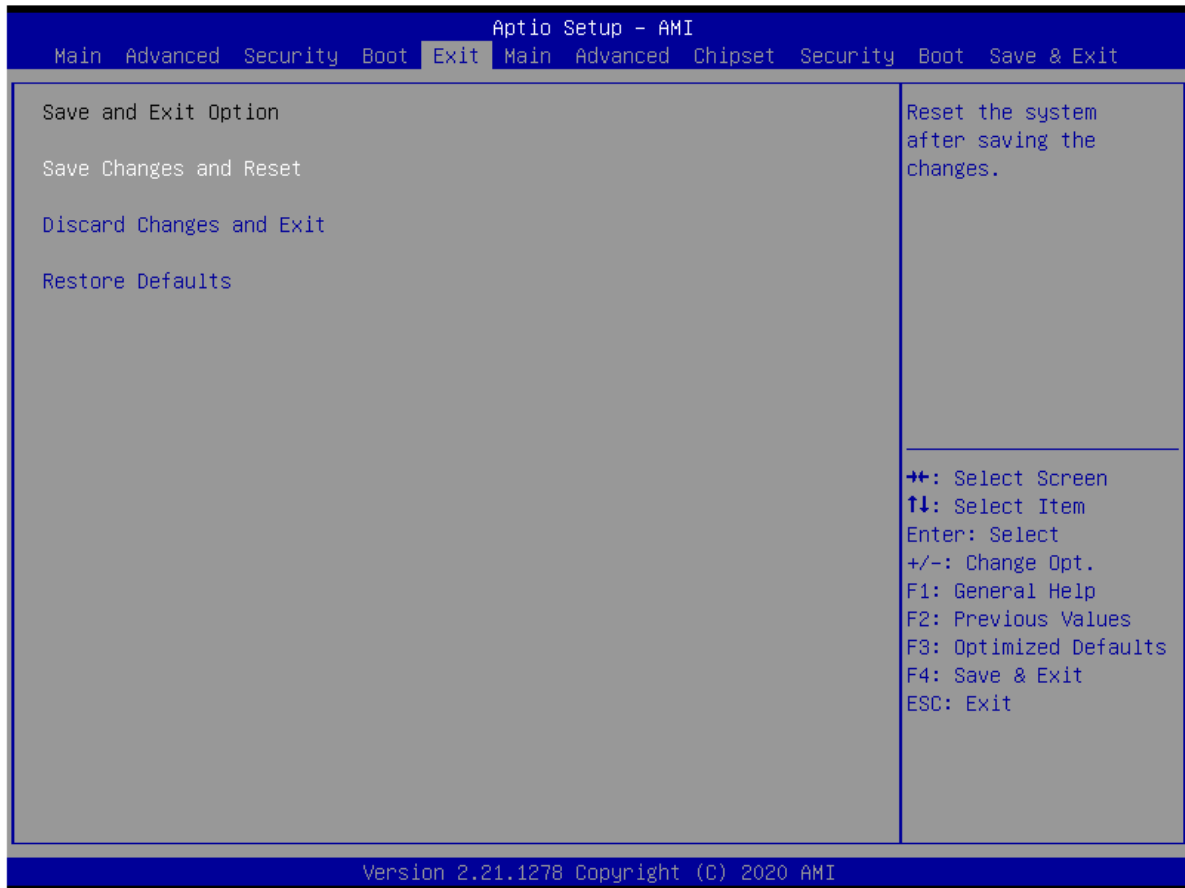 Aptio Setup – AMI
Main Advanced Security Boot Exit Main Advanced Chipset Security Boot Save & Exit
Save and Exit Option
Save Changes and Reset
Discard Changes and Exit
Restore Defaults
Reset the system
after saving the
changes.
→←: Select Screen
↑↓: Select Item
Enter: Select
+/-: Change Opt.
F1: General Help
F2: Previous Values
F3: Optimized Defaults
F4: Save & Exit
ESC: Exit
Version 2.21.1278 Copyright (C) 2020 AMI